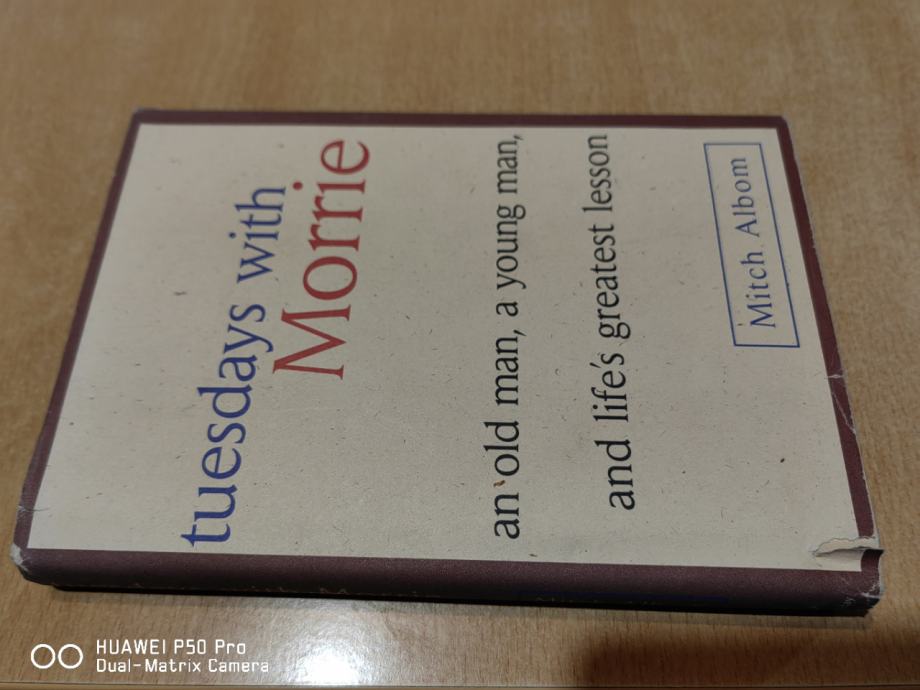 tuesdays with
Morrie
an old man, a young man,
and life's greatest lesson
Mitch Albom
HUAWEI P50 Pro
Dual-Matrix Camera